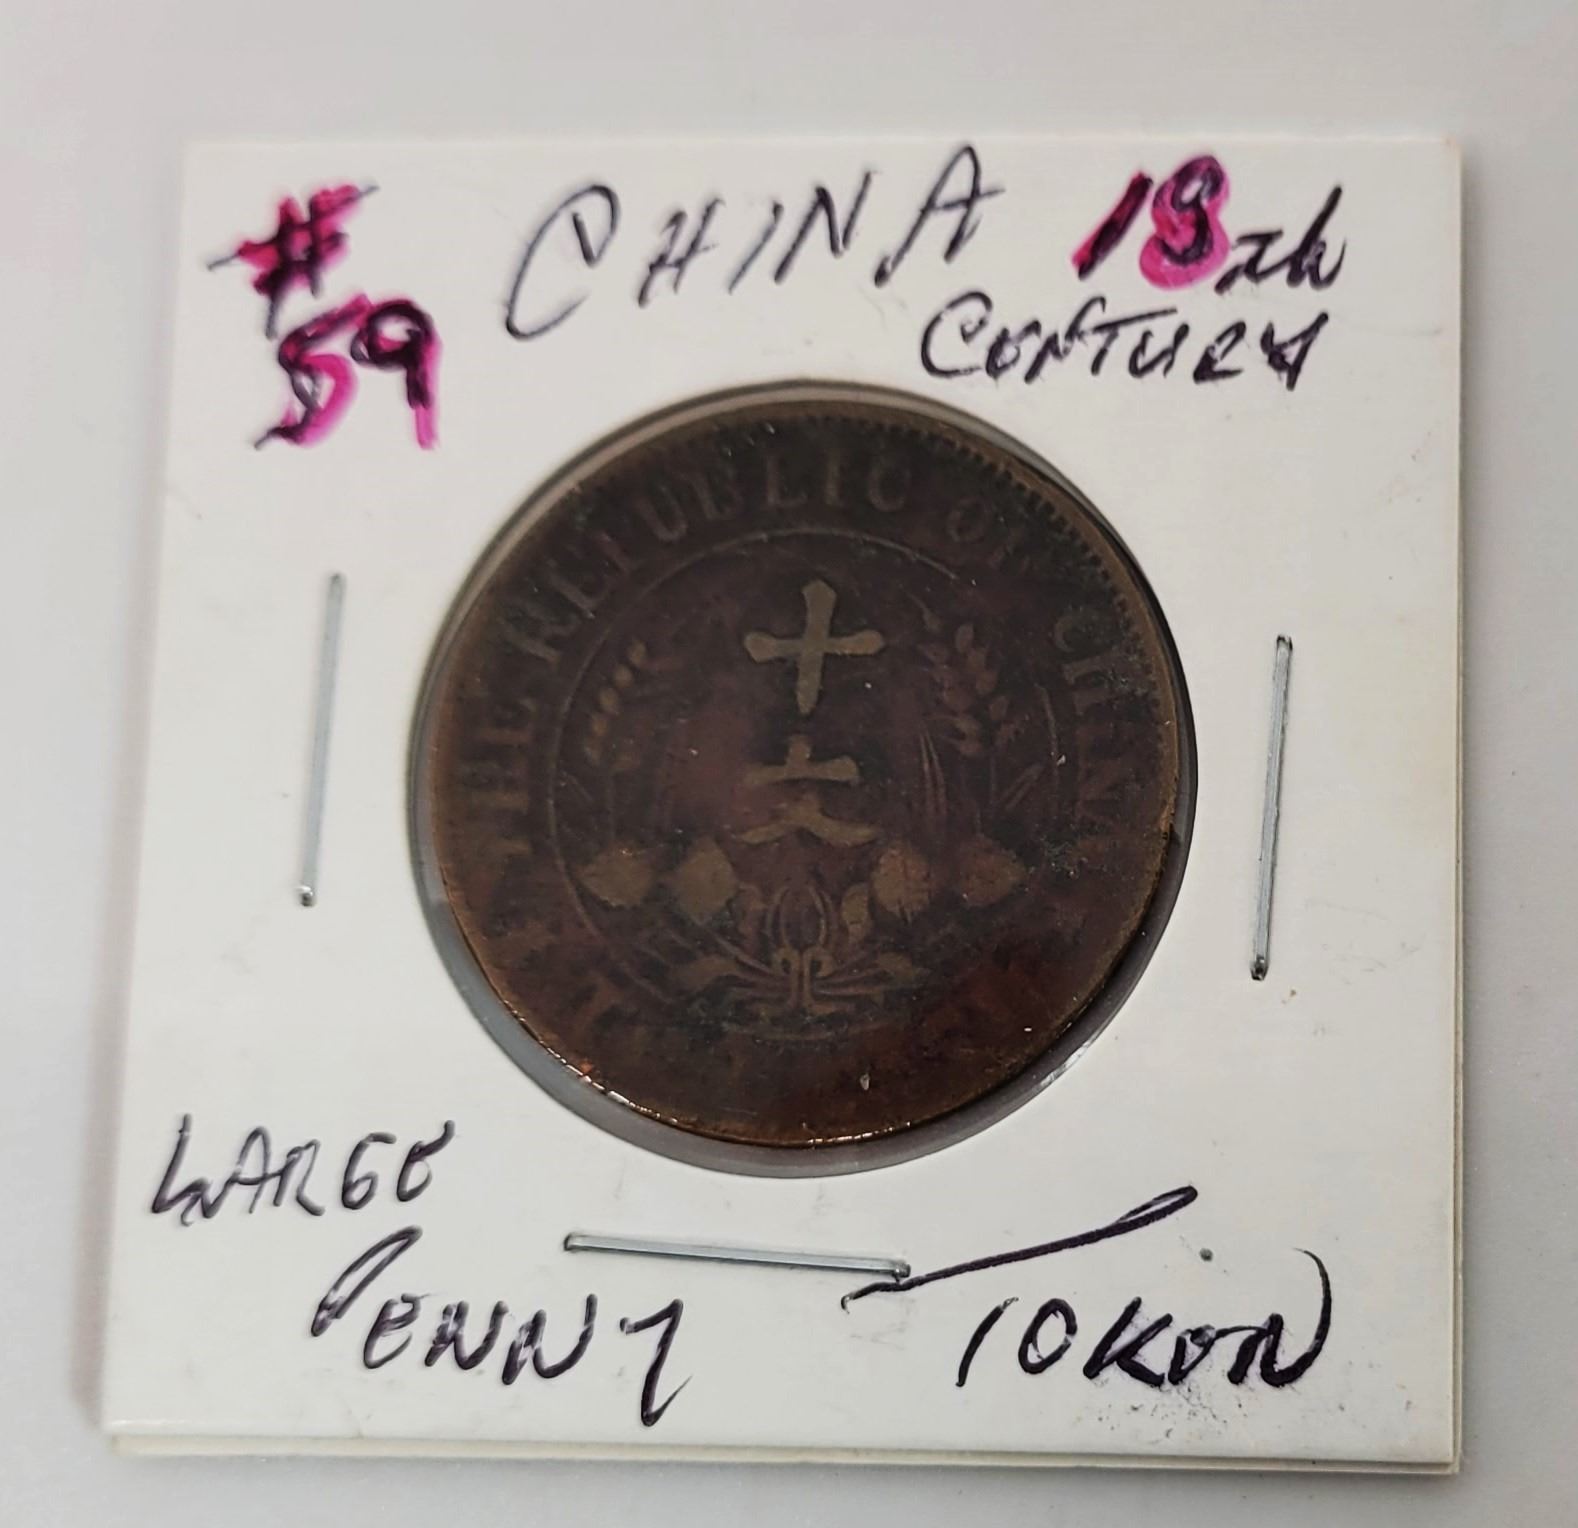 # CHINA 18th
59 CENTURY
THE REPUBLIC OF CHINA
十
文
LARGE
PENNY TOKEN